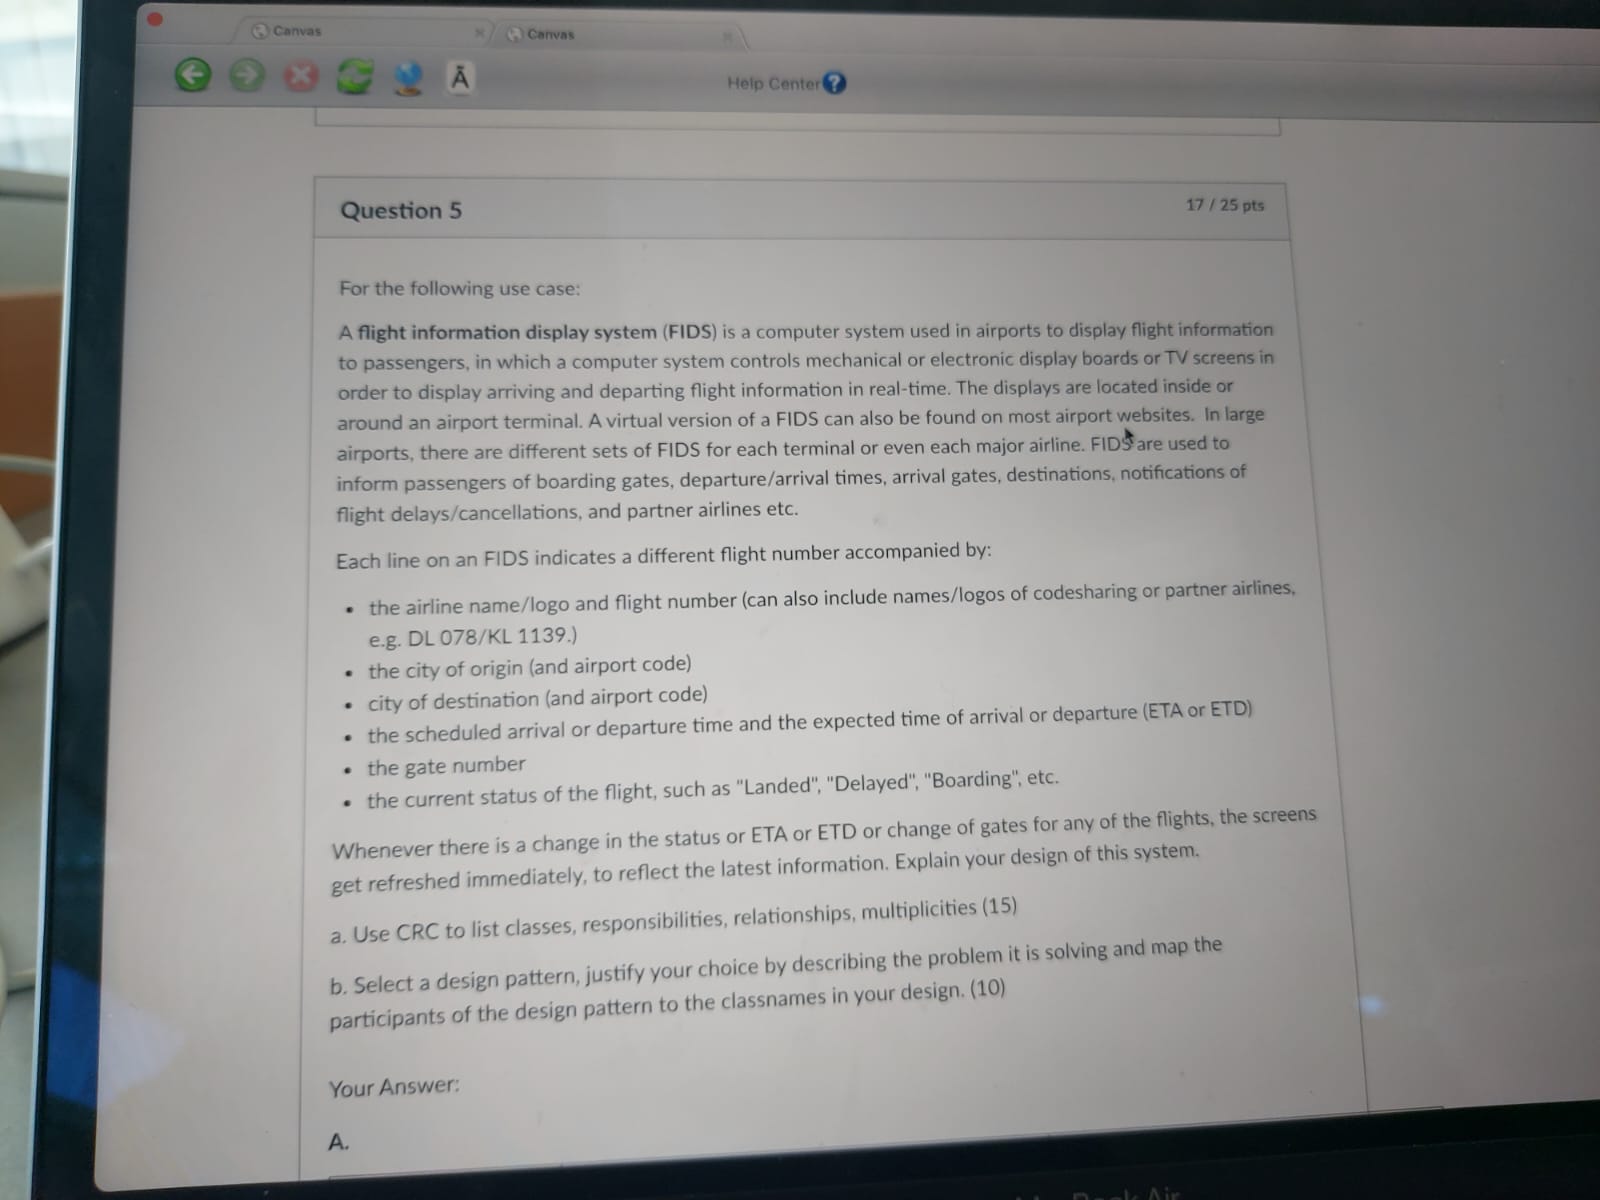 Canvas
Canvas
Ā
Help Center ?
Question 5
17 / 25 pts
For the following use case:
A flight information display system (FIDS) is a computer system used in airports to display flight information
to passengers, in which a computer system controls mechanical or electronic display boards or TV screens in
order to display arriving and departing flight information in real-time. The displays are located inside or
around an airport terminal. A virtual version of a FIDS can also be found on most airport websites. In large
airports, there are different sets of FIDS for each terminal or even each major airline. FIDS are used to
inform passengers of boarding gates, departure/arrival times, arrival gates, destinations, notifications of
flight delays/cancellations, and partner airlines etc.
Each line on an FIDS indicates a different flight number accompanied by:
• the airline name/logo and flight number (can also include names/logos of codesharing or partner airlines,
e.g. DL 078/KL 1139.)
• the city of origin (and airport code)
• city of destination (and airport code)
• the scheduled arrival or departure time and the expected time of arrival or departure (ETA or ETD)
• the gate number
• the current status of the flight, such as "Landed", "Delayed", "Boarding", etc.
Whenever there is a change in the status or ETA or ETD or change of gates for any of the flights, the screens
get refreshed immediately, to reflect the latest information. Explain your design of this system.
a. Use CRC to list classes, responsibilities, relationships, multiplicities (15)
b. Select a design pattern, justify your choice by describing the problem it is solving and map the
participants of the design pattern to the classnames in your design. (10)
Your Answer:
A.